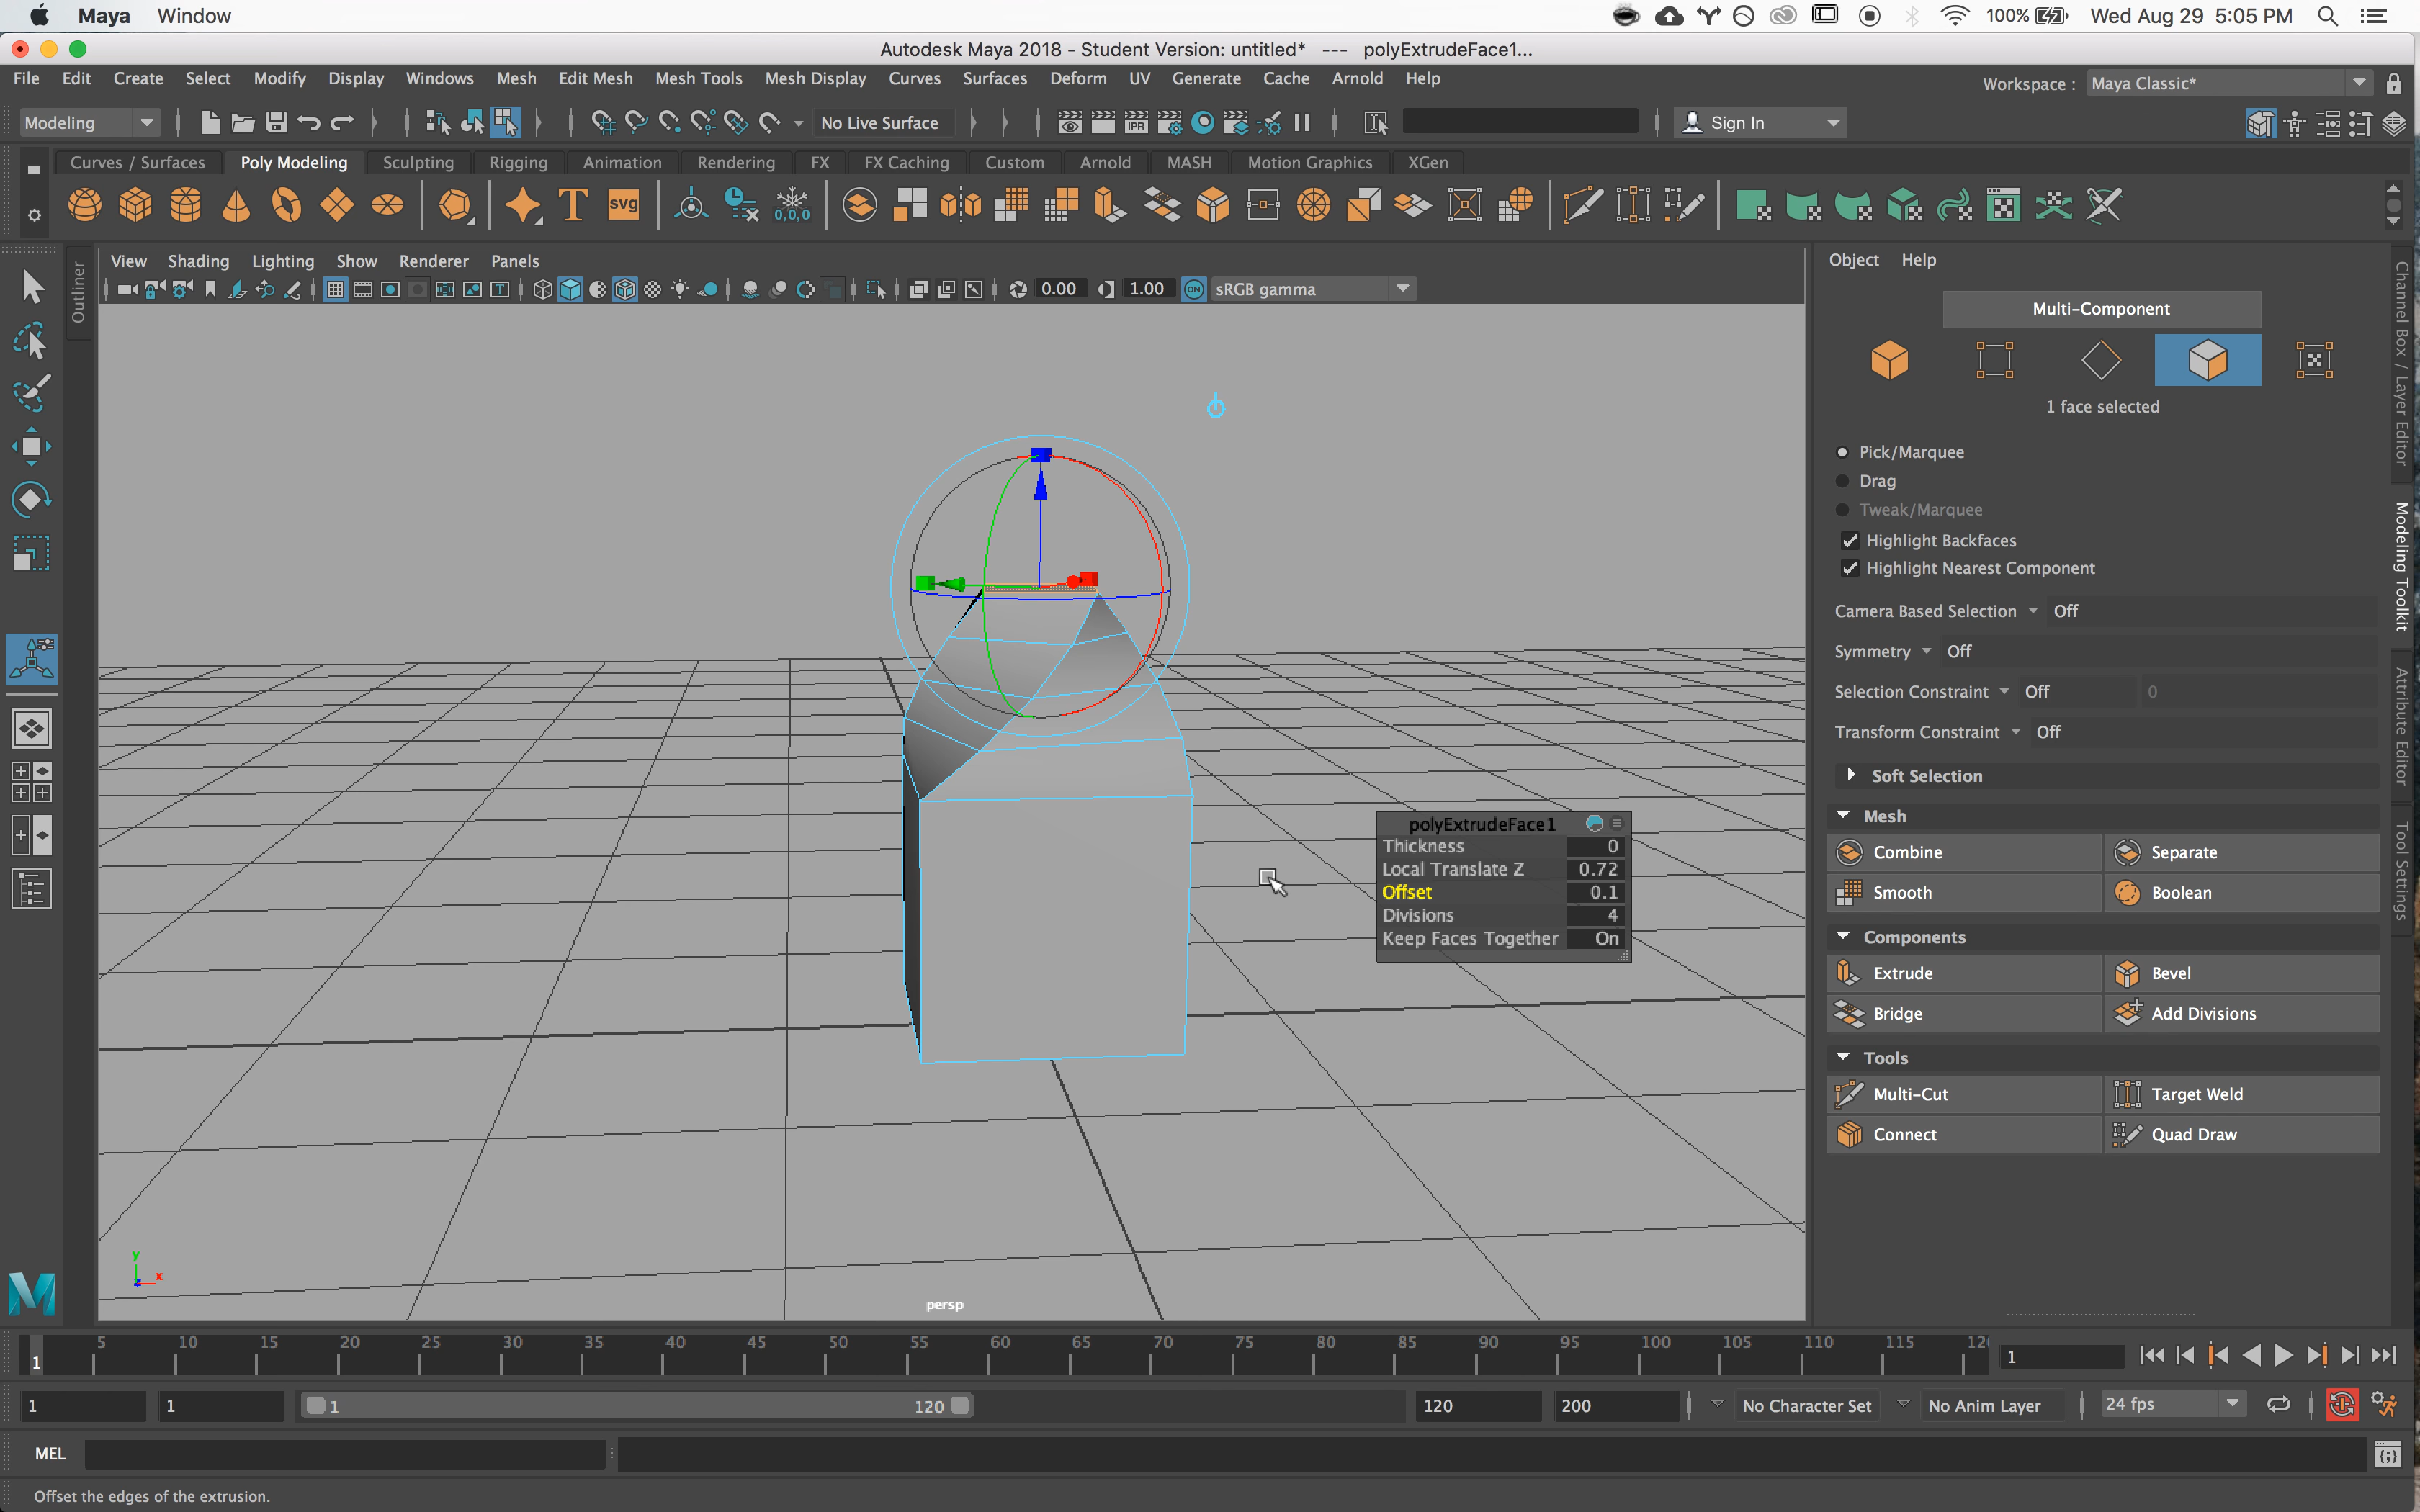 Maya Window 100% Wed Aug 29 5:05 PM
Autodesk Maya 2018 - Student Version: untitled* --- polyExtrudeFace1...
File Edit Create Select Modify Display Windows Mesh Edit Mesh Mesh Tools Mesh Display Curves Surfaces Deform UV Generate Cache Arnold Help
Workspace : Maya Classic*
Modeling No Live Surface IPR Sign In
Curves / Surfaces Poly Modeling Sculpting Rigging Animation Rendering FX FX Caching Custom Arnold MASH Motion Graphics XGen
T svg 0,0,0
View Shading Lighting Show Renderer Panels
0.00 1.00 ON sRGB gamma
Outliner
Object Help
Multi-Component
1 face selected
Pick/Marquee
Drag
Tweak/Marquee
Highlight Backfaces
Highlight Nearest Component
Camera Based Selection Off
Symmetry Off
Selection Constraint Off 0
Transform Constraint Off
Soft Selection
Mesh
Combine Separate
Smooth Boolean
Components
Extrude Bevel
Bridge Add Divisions
Tools
Multi-Cut Target Weld
Connect Quad Draw
Channel Box / Layer Editor
Modeling Toolkit
Attribute Editor
Tool Settings
polyExtrudeFace1
Thickness 0
Local Translate Z 0.72
Offset 0.1
Divisions 4
Keep Faces Together On
y
z x
persp
1 5 10 15 20 25 30 35 40 45 50 55 60 65 70 75 80 85 90 95 100 105 110 115 12 1
1 1 1 120 120 200 No Character Set No Anim Layer 24 fps
MEL
Offset the edges of the extrusion.